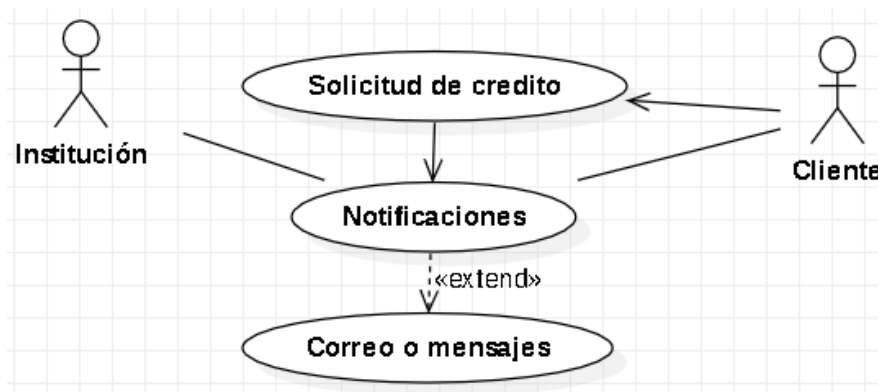 Solicitud de credito
Institución
Cliente
Notificaciones
«extend»
Correo o mensajes